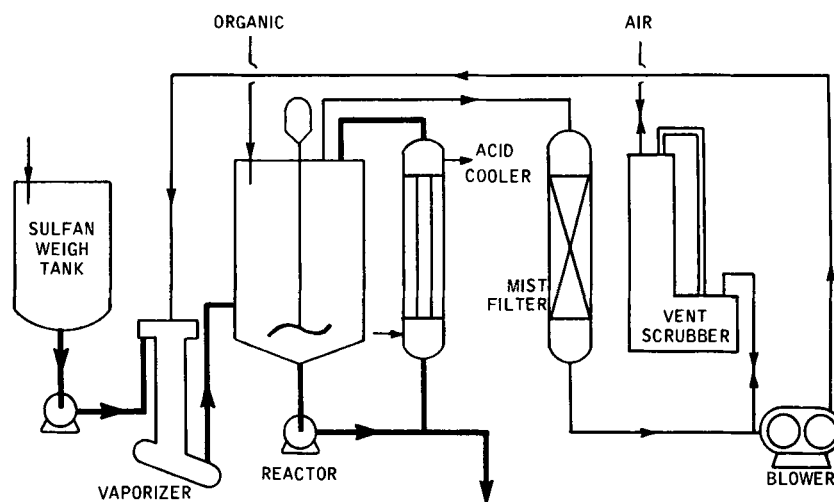 ORGANIC
AIR
SULFAN
WEIGH
TANK
ACID
COOLER
MIST
FILTER
VENT
SCRUBBER
VAPORIZER
REACTOR
BLOWER